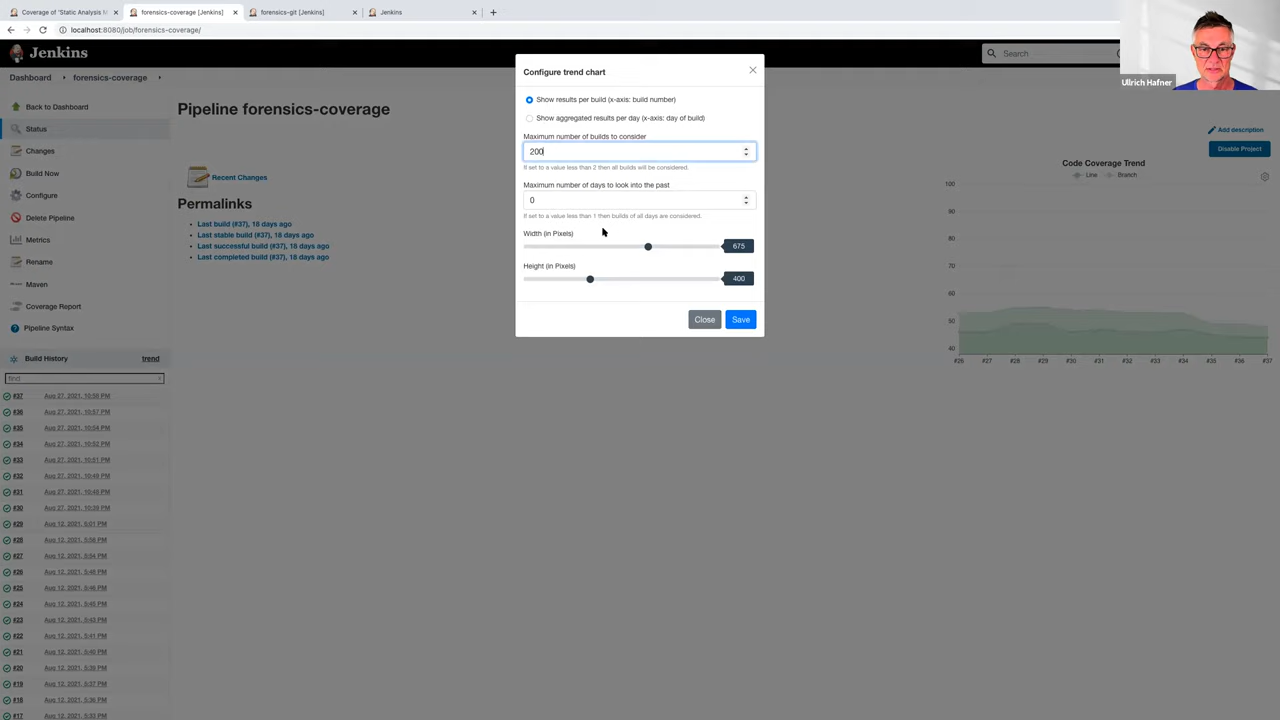 Coverage of 'Static Analysis M
forensics-coverage [Jenkins]
forensics-git [Jenkins]
Jenkins
localhost:8080/job/forensics-coverage/
Jenkins
Search
Ullrich Hafner
Dashboard
forensics-coverage
Back to Dashboard
Status
Changes
Build Now
Configure
Delete Pipeline
Metrics
Rename
Maven
Coverage Report
Pipeline Syntax
Build History
trend
find
#37 Aug 27, 2021, 10:58 PM
#36 Aug 27, 2021, 10:57 PM
#35 Aug 27, 2021, 10:54 PM
#34 Aug 27, 2021, 10:52 PM
#33 Aug 27, 2021, 10:51 PM
#32 Aug 27, 2021, 10:49 PM
#31 Aug 27, 2021, 10:48 PM
#30 Aug 27, 2021, 10:39 PM
#29 Aug 12, 2021, 6:01 PM
#28 Aug 12, 2021, 5:58 PM
#27 Aug 12, 2021, 5:54 PM
#26 Aug 12, 2021, 5:48 PM
#25 Aug 12, 2021, 5:46 PM
#24 Aug 12, 2021, 5:45 PM
#23 Aug 12, 2021, 5:43 PM
#22 Aug 12, 2021, 5:41 PM
#21 Aug 12, 2021, 5:40 PM
#20 Aug 12, 2021, 5:39 PM
#19 Aug 12, 2021, 5:37 PM
#18 Aug 12, 2021, 5:36 PM
#17 Aug 12, 2021, 5:33 PM
Pipeline forensics-coverage
Recent Changes
Permalinks
Last build (#37), 18 days ago
Last stable build (#37), 18 days ago
Last successful build (#37), 18 days ago
Last completed build (#37), 18 days ago
Configure trend chart
Show results per build (x-axis: build number)
Show aggregated results per day (x-axis: day of build)
Maximum number of builds to consider
200
If set to a value less than 2 then all builds will be considered.
Maximum number of days to look into the past
0
If set to a value less than 1 then builds of all days are considered.
Width (in Pixels)
675
Height (in Pixels)
400
Close
Save
Add description
Disable Project
Code Coverage Trend
Line Branch
100
90
80
70
60
50
40
#26 #27 #28 #29 #30 #31 #32 #33 #34 #35 #36 #37